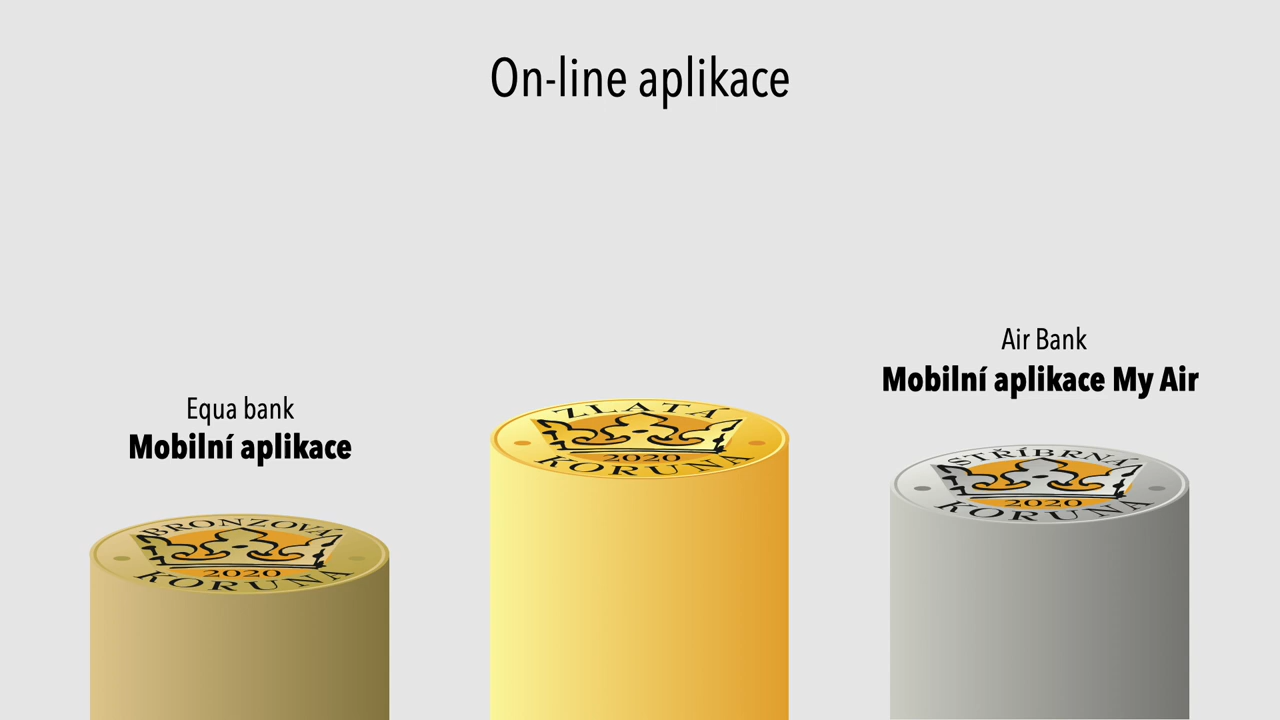 On-line aplikace
Equa bank
Mobilní aplikace
BRONZOVÁ
2020
KORUNA
ZLATÁ
2020
KORUNA
Air Bank
Mobilní aplikace My Air
STŘÍBRNÁ
2020
KORUNA